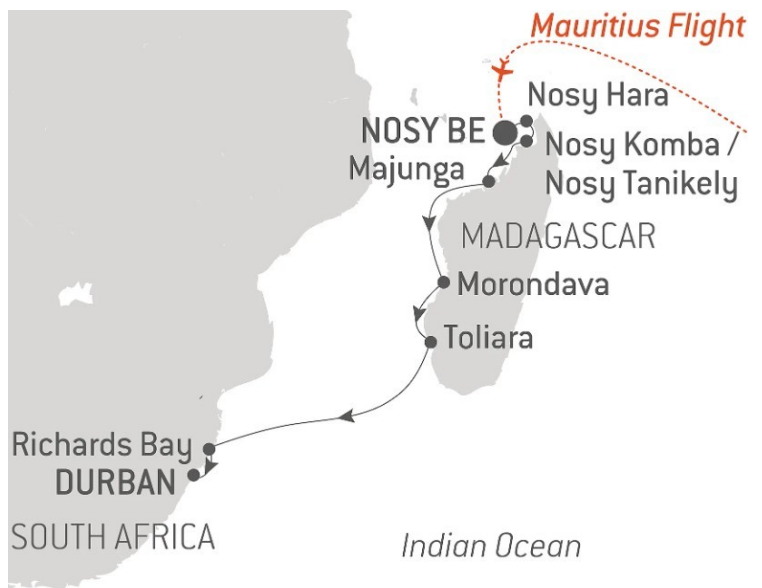 Mauritius Flight
Nosy Hara
NOSY BE
Nosy Komba /
Nosy Tanikely
Majunga
MADAGASCAR
Morondava
Toliara
Richards Bay
DURBAN
SOUTH AFRICA
Indian Ocean